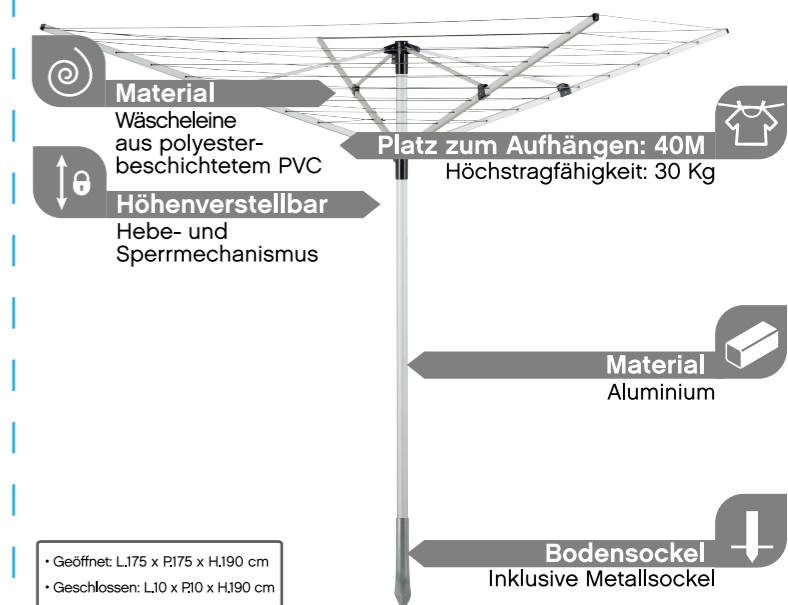 Material
Wäscheleine
aus polyester-
beschichtetem PVC
Platz zum Aufhängen: 40M
Höchstragfähigkeit: 30 Kg
Höhenverstellbar
Hebe- und
Sperrmechanismus
Material
Aluminium
Bodensockel
Inklusive Metallsockel
• Geöffnet: L.175 x P.175 x H.190 cm
• Geschlossen: L.10 x P.10 x H.190 cm